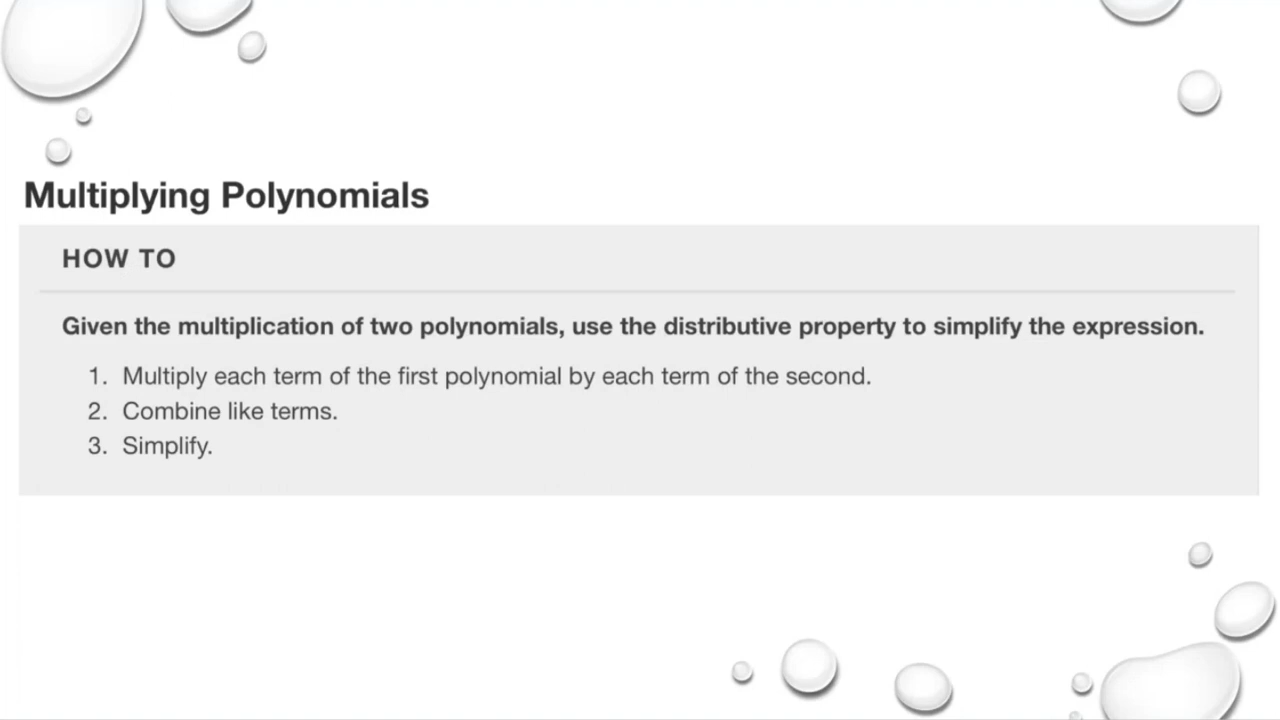 Multiplying Polynomials
HOW TO
Given the multiplication of two polynomials, use the distributive property to simplify the expression.
1. Multiply each term of the first polynomial by each term of the second.
2. Combine like terms.
3. Simplify.